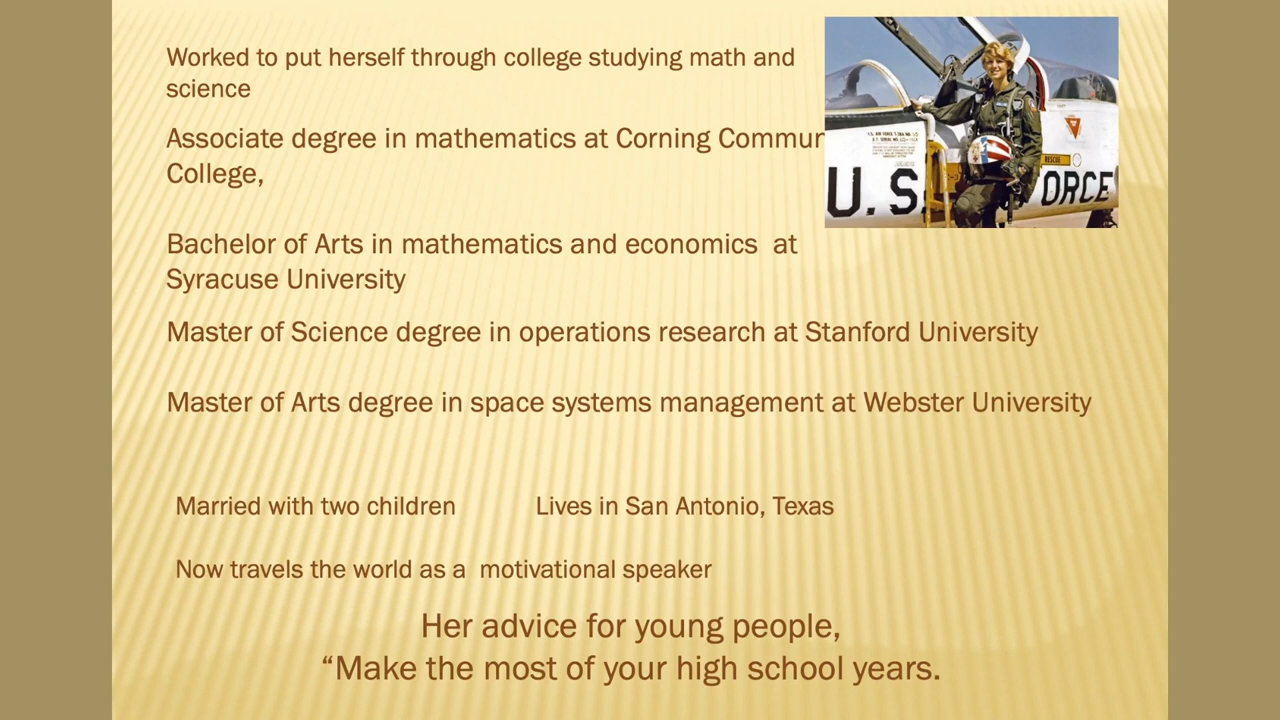 Worked to put herself through college studying math and
science
Associate degree in mathematics at Corning Commun
College,
Bachelor of Arts in mathematics and economics at
Syracuse University
Master of Science degree in operations research at Stanford University
Master of Arts degree in space systems management at Webster University
Married with two children
Lives in San Antonio, Texas
Now travels the world as a motivational speaker
Her advice for young people,
“Make the most of your high school years.
U.S.
ORCE
RESCUE